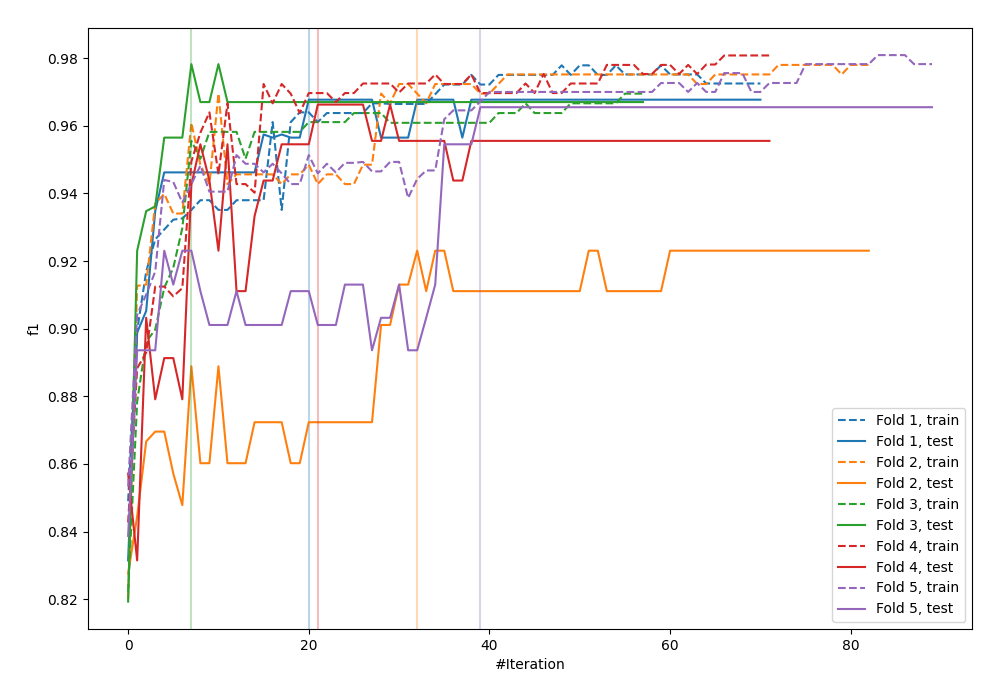 0.98
0.96
0.94
0.92
0.90
0.88
0.86
0.84
0.82
f1
0
20
40
60
80
#Iteration
Fold 1, train
Fold 1, test
Fold 2, train
Fold 2, test
Fold 3, train
Fold 3, test
Fold 4, train
Fold 4, test
Fold 5, train
Fold 5, test